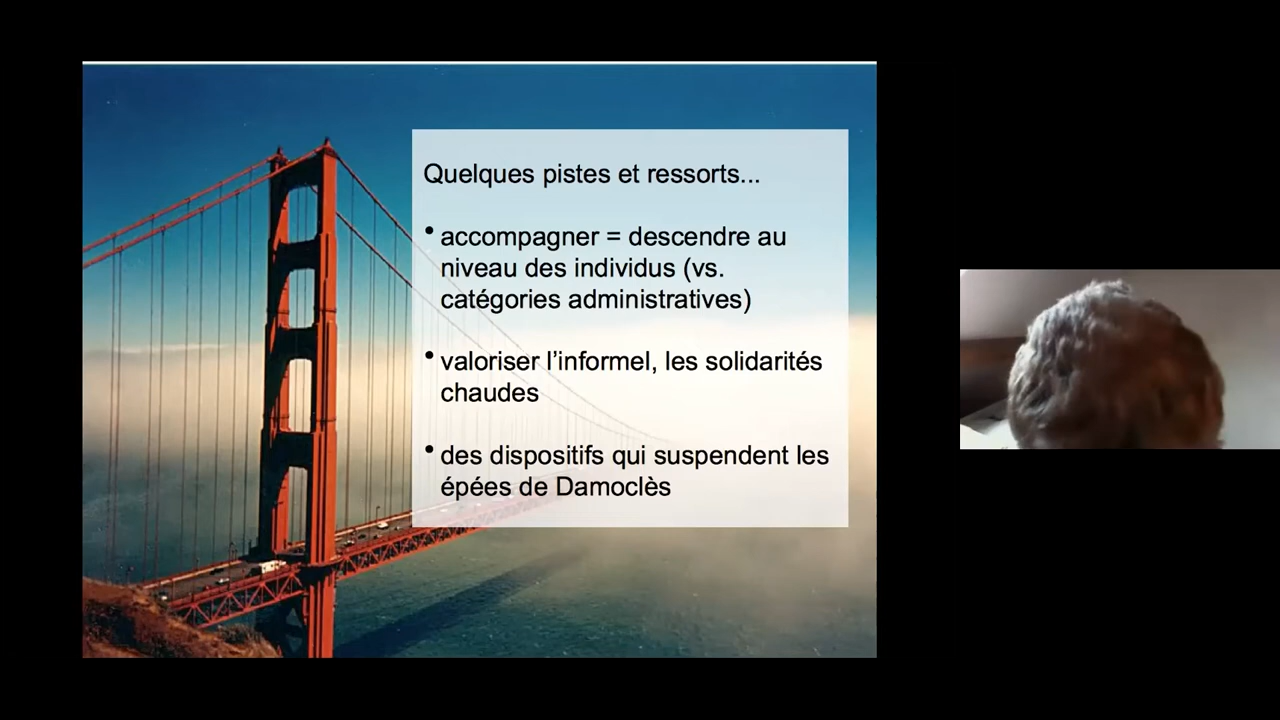 Quelques pistes et ressorts...
• accompagner = descendre au
niveau des individus (vs.
catégories administratives)
• valoriser l’informel, les solidarités
chaudes
• des dispositifs qui suspendent les
épées de Damoclès